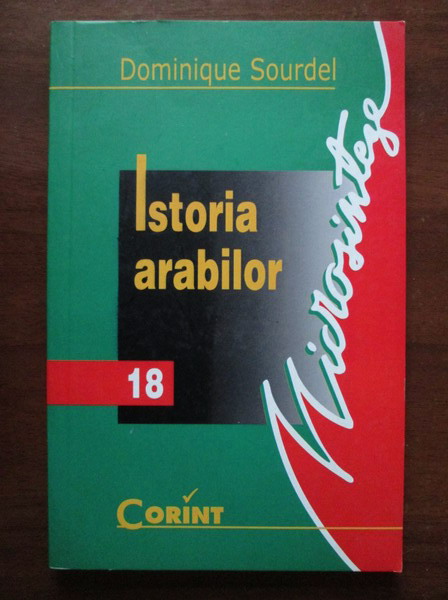 Dominique Sourdel
Istoria
arabilor
Microsinteze
18
CORINT